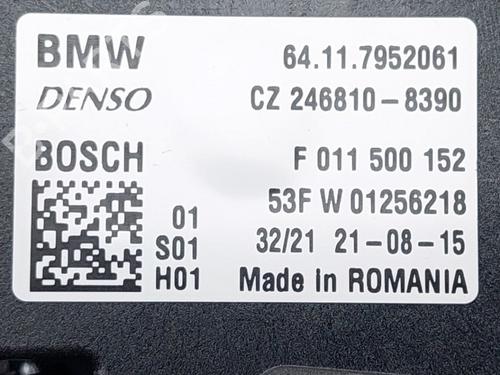 BMW 64.11.7952061
DENSO CZ 246810-8390
BOSCH F 011 500 152
01 53F W 01256218
S01 32/21 21-08-15
H01 Made in ROMANIA